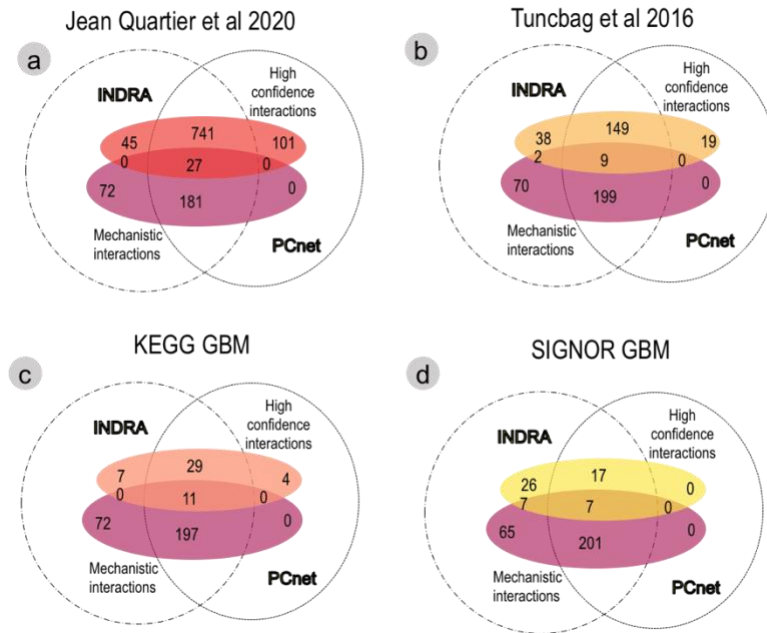 Jean Quartier et al 2020
a
INDRA
High
confidence
interactions
45
741
101
0
27
0
72
181
0
Mechanistic
interactions
PCnet
Tuncbag et al 2016
b
INDRA
High
confidence
interactions
38
149
19
2
9
0
70
199
0
Mechanistic
interactions
PCnet
KEGG GBM
c
INDRA
High
confidence
interactions
7
29
4
0
11
0
72
197
0
Mechanistic
interactions
PCnet
SIGNOR GBM
d
INDRA
High
confidence
interactions
26
17
0
7
7
0
65
201
0
Mechanistic
interactions
PCnet